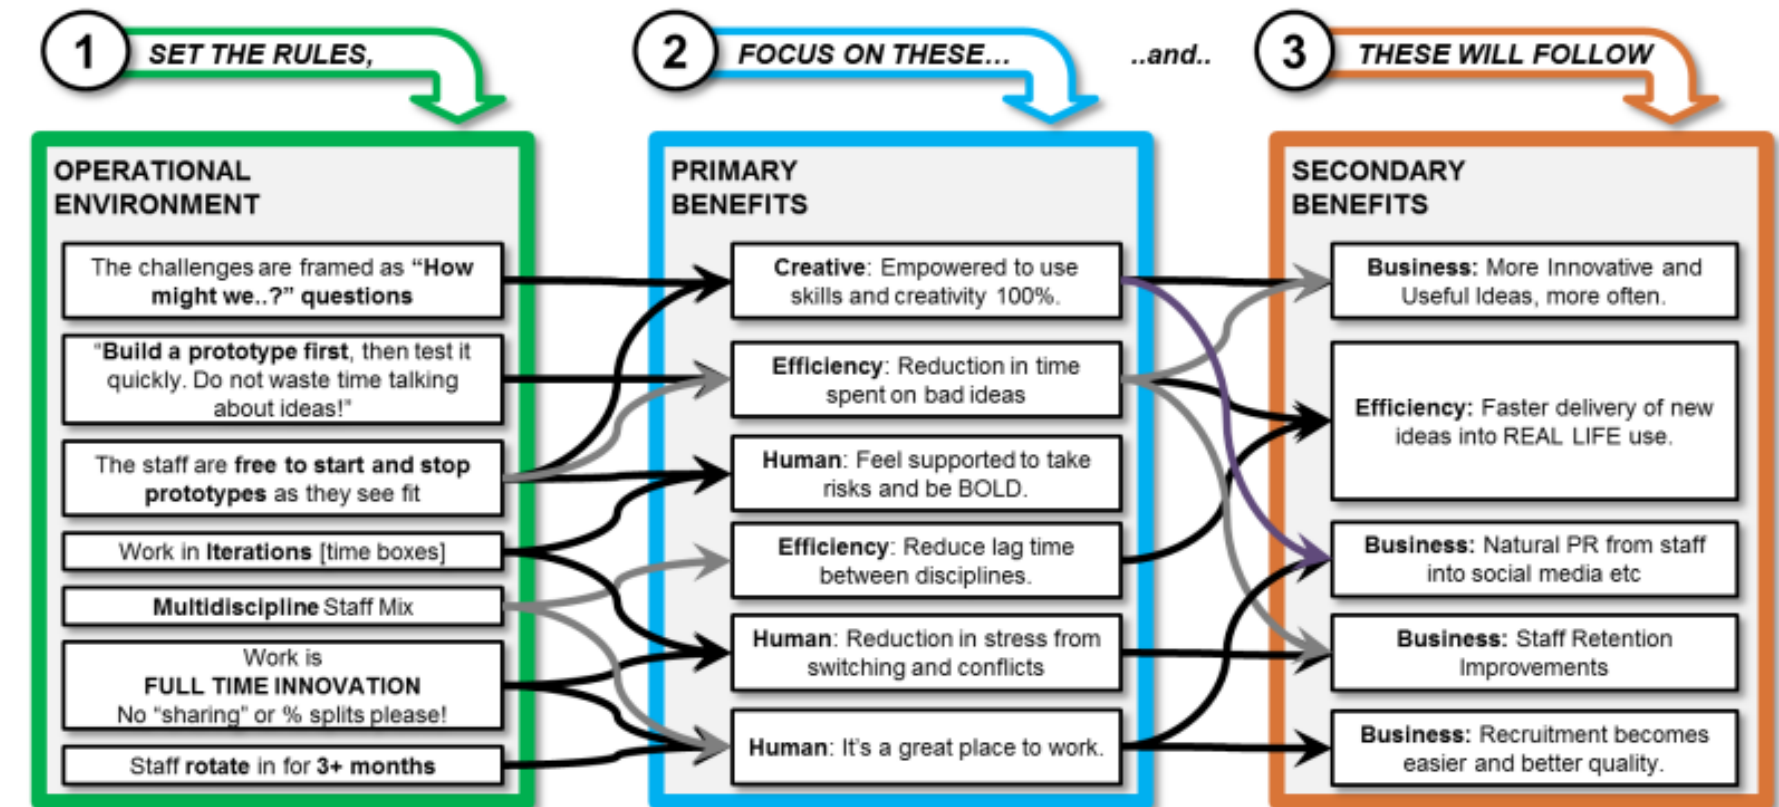 1 SET THE RULES,
2 FOCUS ON THESE...
..and..
3 THESE WILL FOLLOW
OPERATIONAL
ENVIRONMENT
The challenges are framed as “How
might we..?” questions
"Build a prototype first, then test it
quickly. Do not waste time talking
about ideas!”
The staff are free to start and stop
prototypes as they see fit
Work in Iterations [time boxes]
Multidiscipline Staff Mix
Work is
FULL TIME INNOVATION
No “sharing” or % splits please!
Staff rotate in for 3+ months
PRIMARY
BENEFITS
Creative: Empowered to use
skills and creativity 100%.
Efficiency: Reduction in time
spent on bad ideas
Human: Feel supported to take
risks and be BOLD.
Efficiency: Reduce lag time
between disciplines.
Human: Reduction in stress from
switching and conflicts
Human: It’s a great place to work.
SECONDARY
BENEFITS
Business: More Innovative and
Useful Ideas, more often.
Efficiency: Faster delivery of new
ideas into REAL LIFE use.
Business: Natural PR from staff
into social media etc
Business: Staff Retention
Improvements
Business: Recruitment becomes
easier and better quality.